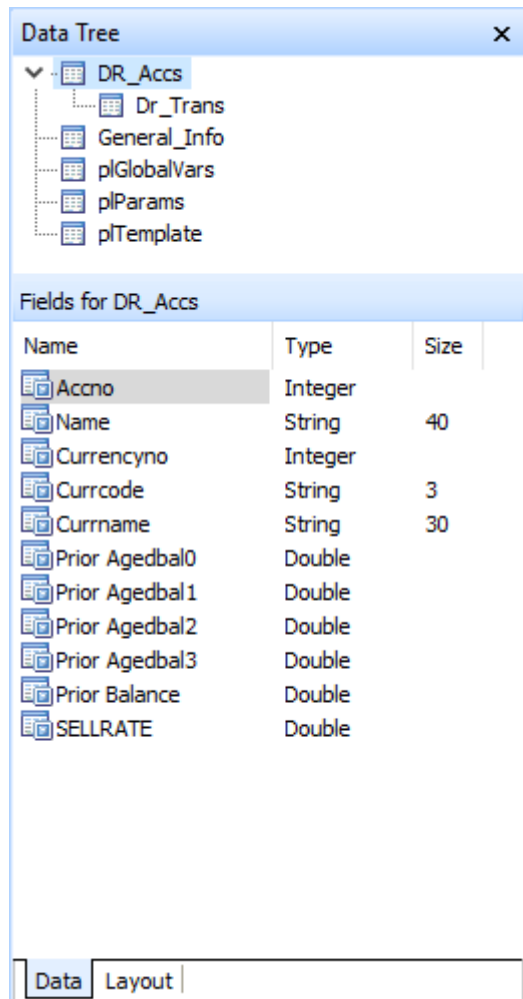 Data Tree
DR_Accs
Dr_Trans
General_Info
plGlobalVars
plParams
plTemplate
Fields for DR_Accs
Name Type Size
Accno Integer
Name String 40
Currencyno Integer
Currcode String 3
Currname String 30
Prior Agedbal0 Double
Prior Agedbal1 Double
Prior Agedbal2 Double
Prior Agedbal3 Double
Prior Balance Double
SELLRATE Double
Data Layout